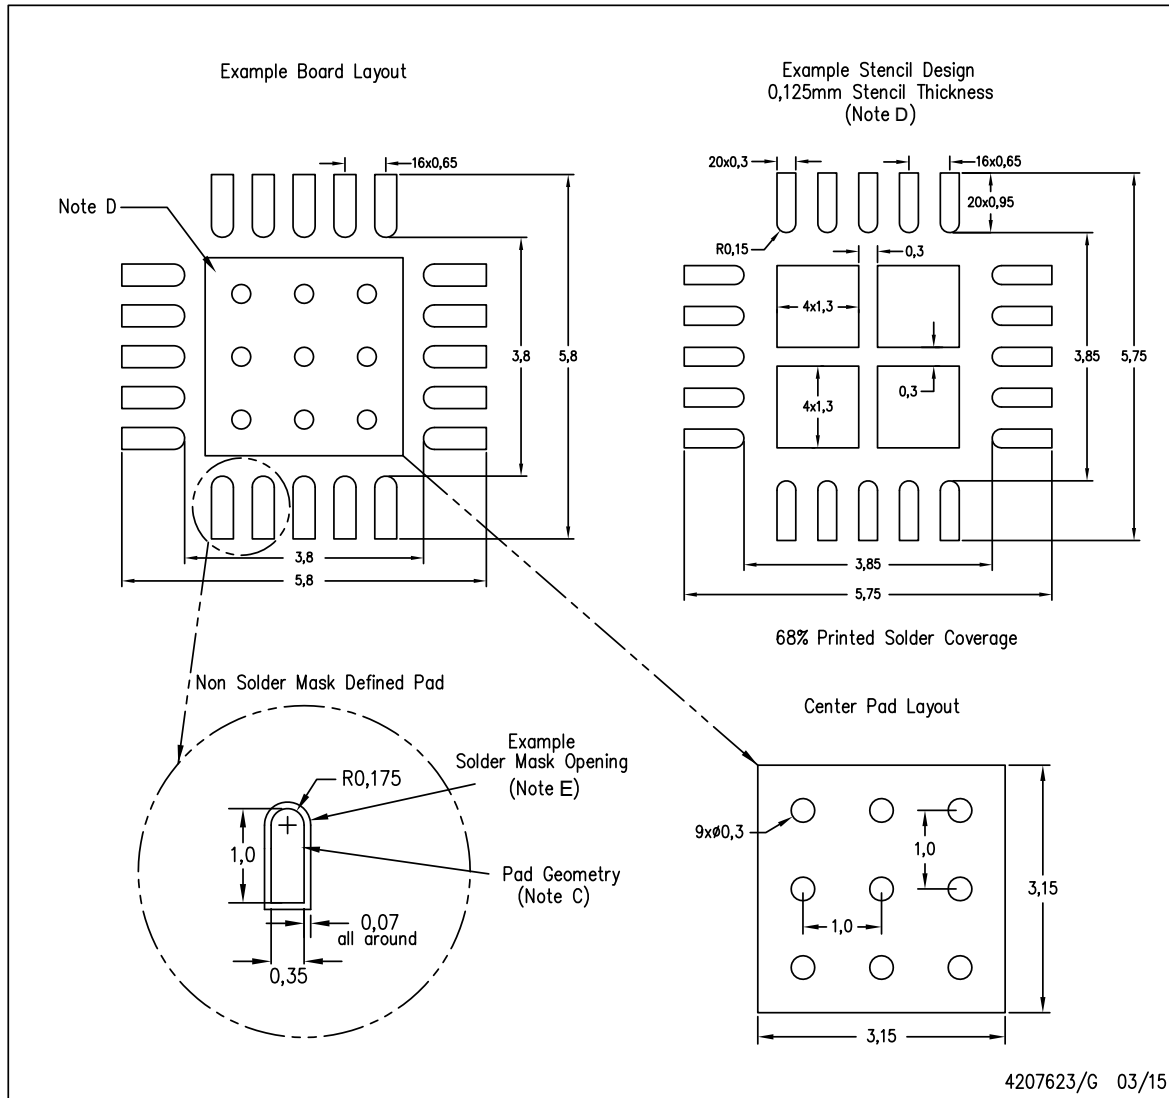 Example Board Layout
16x0,65
Note D
3,8
5,8
3,8
5,8
Example Stencil Design
0,125mm Stencil Thickness
(Note D)
20x0,3
16x0,65
20x0,95
R0,15
0,3
4x1,3
3,85
5,75
0,3
4x1,3
3,85
5,75
68% Printed Solder Coverage
Non Solder Mask Defined Pad
Example
Solder Mask Opening
(Note E)
R0,175
1,0
Pad Geometry
(Note C)
0,07
all around
0,35
Center Pad Layout
9xø0,3
1,0
1,0
3,15
3,15
4207623/G 03/15